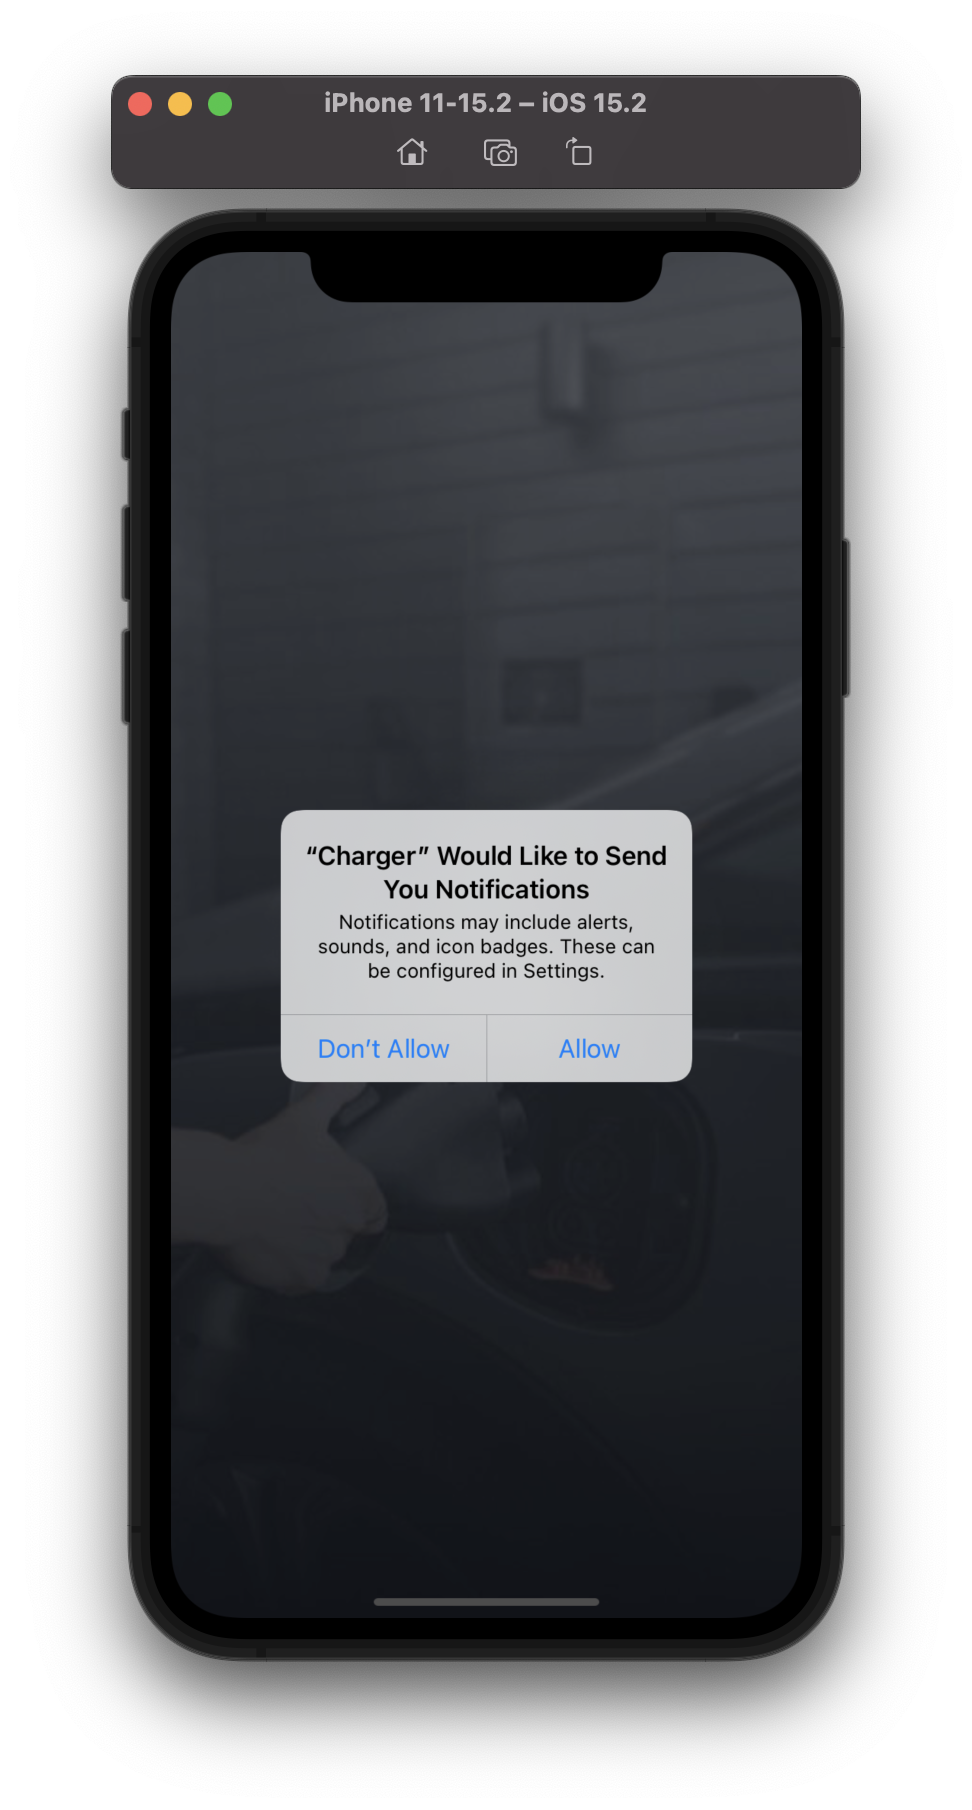 iPhone 11-15.2 – iOS 15.2
“Charger” Would Like to Send
You Notifications
Notifications may include alerts,
sounds, and icon badges. These can
be configured in Settings.
Don’t Allow
Allow